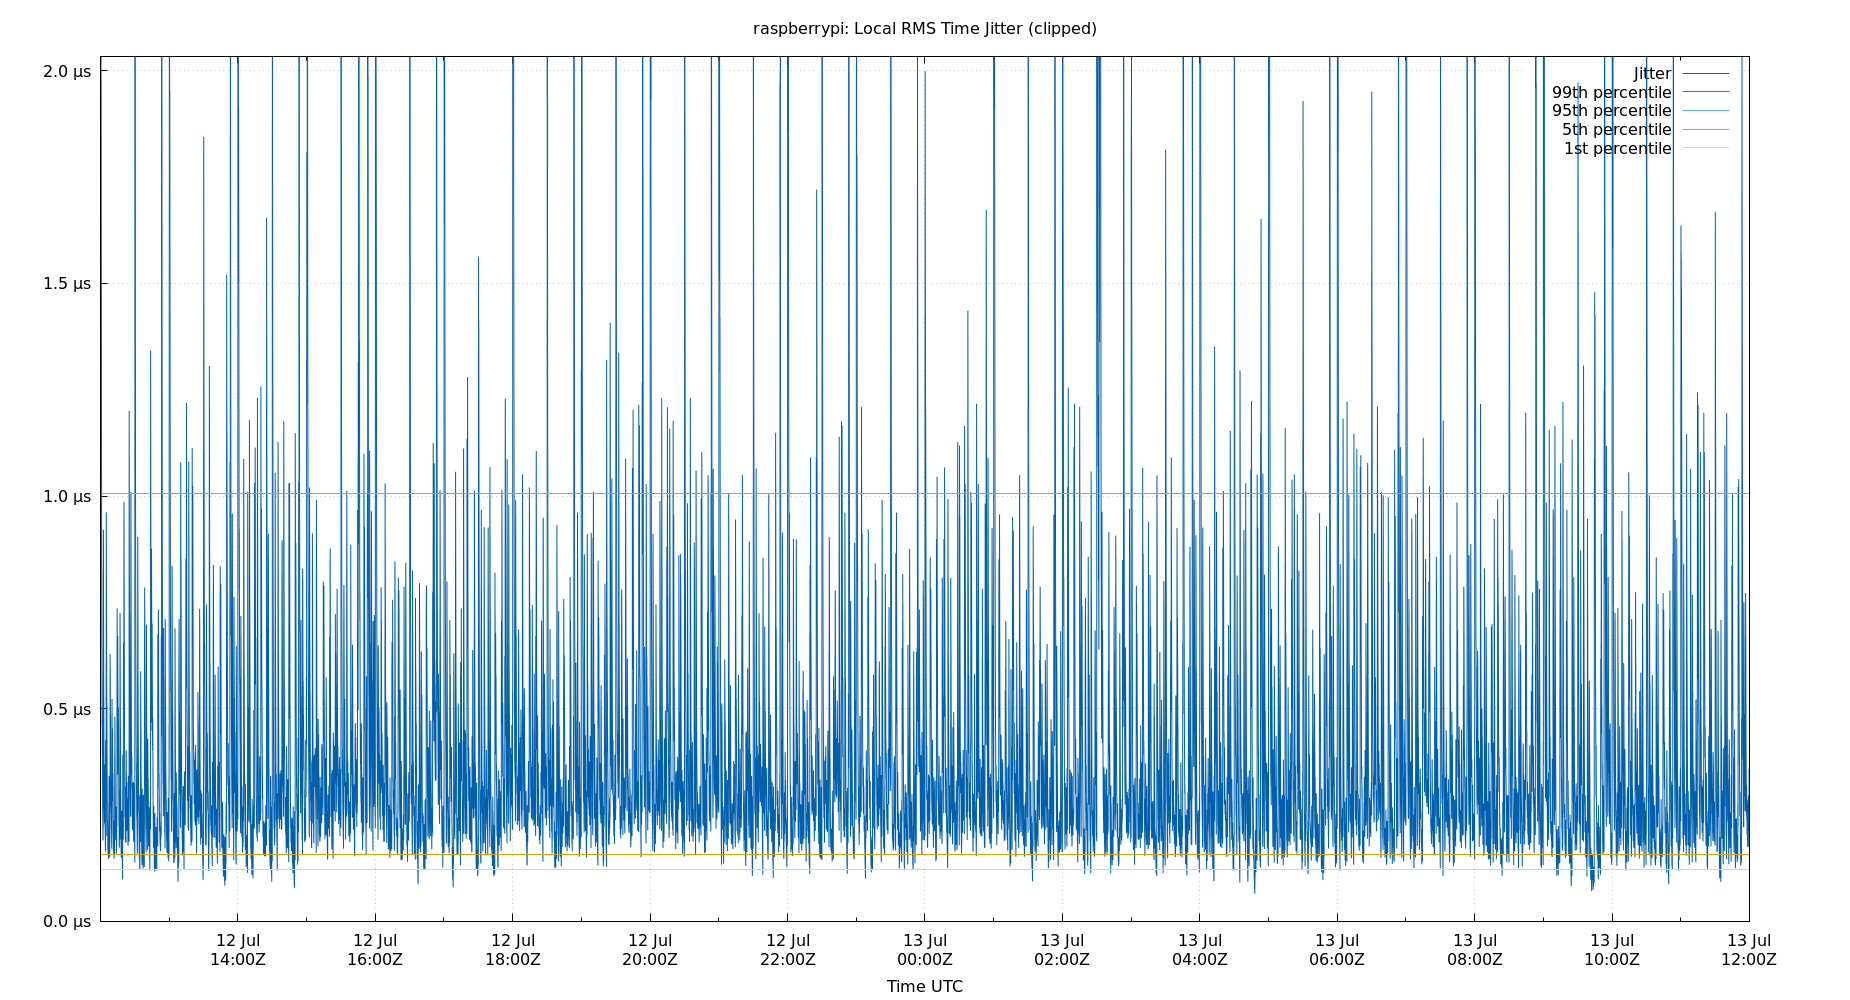 raspberrypi: Local RMS Time Jitter (clipped)
2.0 µs
1.5 µs
1.0 µs
0.5 µs
0.0 µs
Jitter
99th percentile
95th percentile
5th percentile
1st percentile
12 Jul
14:00Z
12 Jul
16:00Z
12 Jul
18:00Z
12 Jul
20:00Z
12 Jul
22:00Z
13 Jul
00:00Z
13 Jul
02:00Z
13 Jul
04:00Z
13 Jul
06:00Z
13 Jul
08:00Z
13 Jul
10:00Z
13 Jul
12:00Z
Time UTC